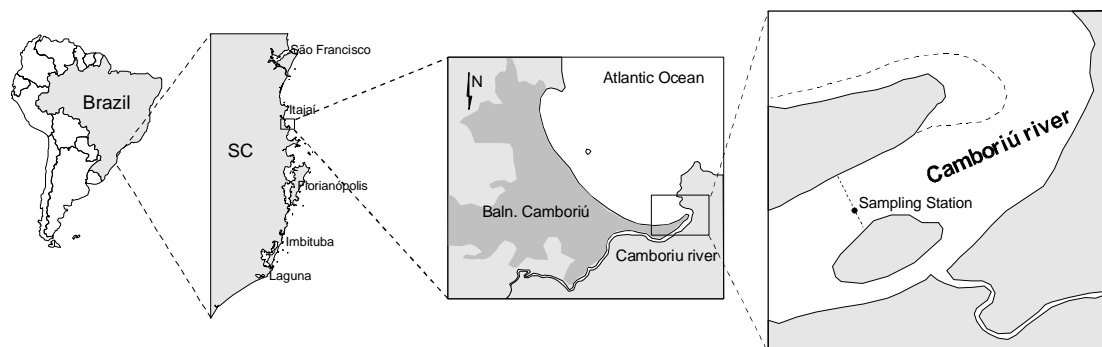 Brazil
São Francisco
Itajaí
SC
Florianópolis
Imbituba
Laguna
N
Atlantic Ocean
Baln. Camboriú
Camboriu river
Camboriú river
Sampling Station